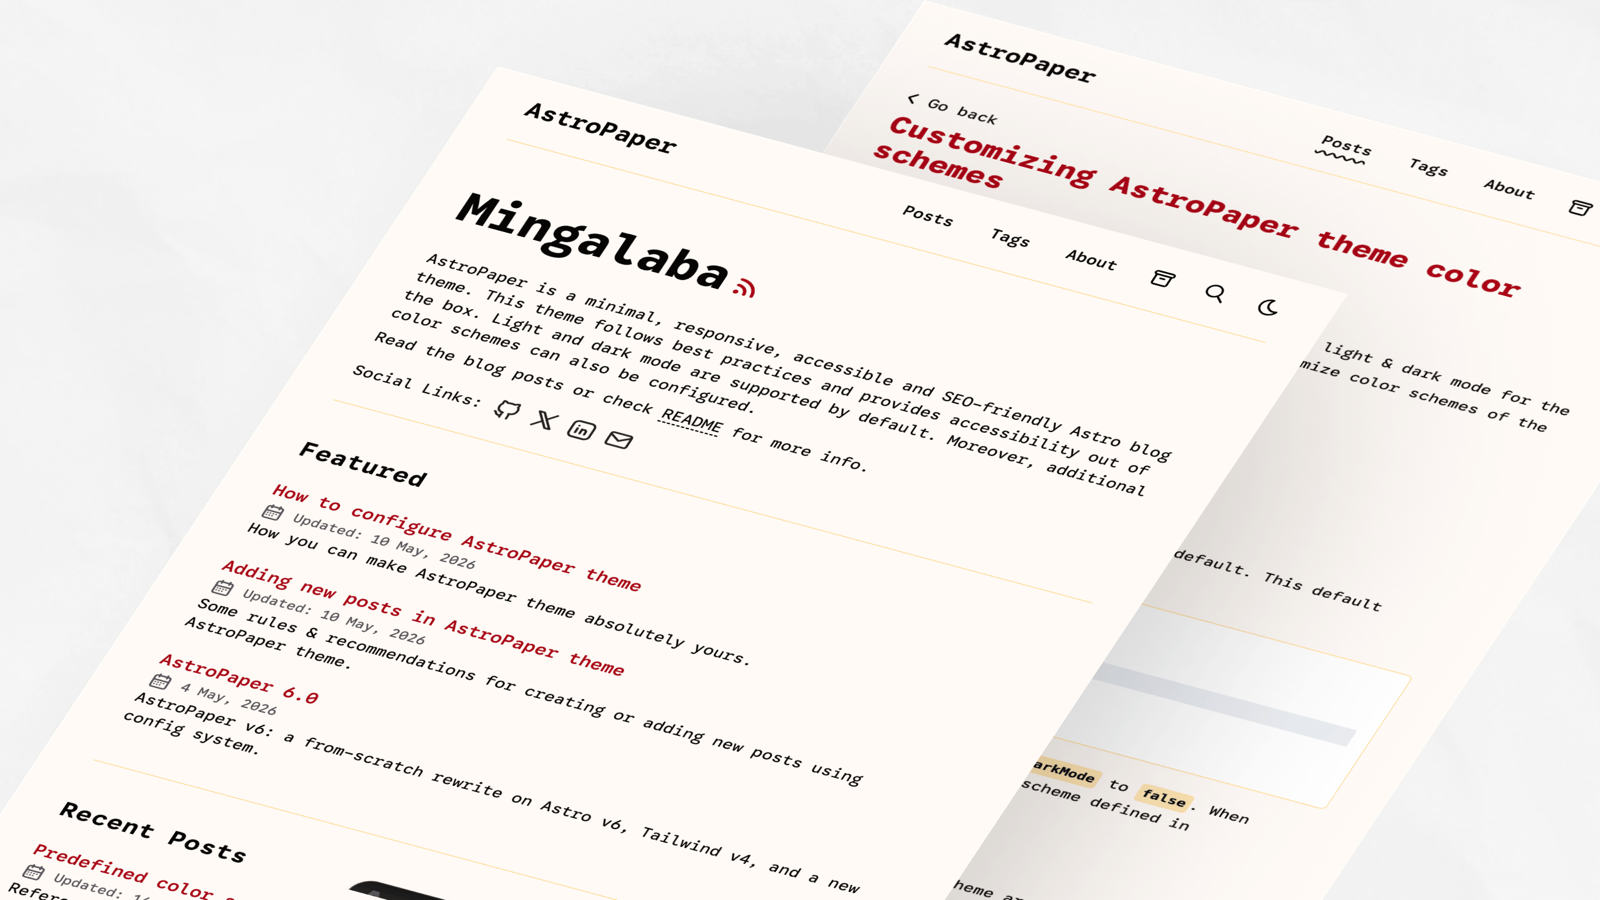 AstroPaper
Posts
Tags
About
Mingalaba
AstroPaper is a minimal, responsive, accessible and SEO-friendly Astro blog
theme. This theme follows best practices and provides accessibility out of
the box. Light and dark mode are supported by default. Moreover, additional
color schemes can also be configured.
Read the blog posts or check README for more info.
Social Links:
Featured
How to configure AstroPaper theme
Updated: 10 May, 2026
How you can make AstroPaper theme absolutely yours.
Adding new posts in AstroPaper theme
Updated: 10 May, 2026
Some rules & recommendations for creating or adding new posts using
AstroPaper theme.
AstroPaper 6.0
4 May, 2026
AstroPaper v6: a from-scratch rewrite on Astro v6, Tailwind v4, and a new
config system.
Recent Posts
Predefined color
Updated:
AstroPaper
Posts
Tags
About
Go back
Customizing AstroPaper theme color
schemes
light & dark mode for the
color schemes of the
default. This default
to false. When
scheme defined in